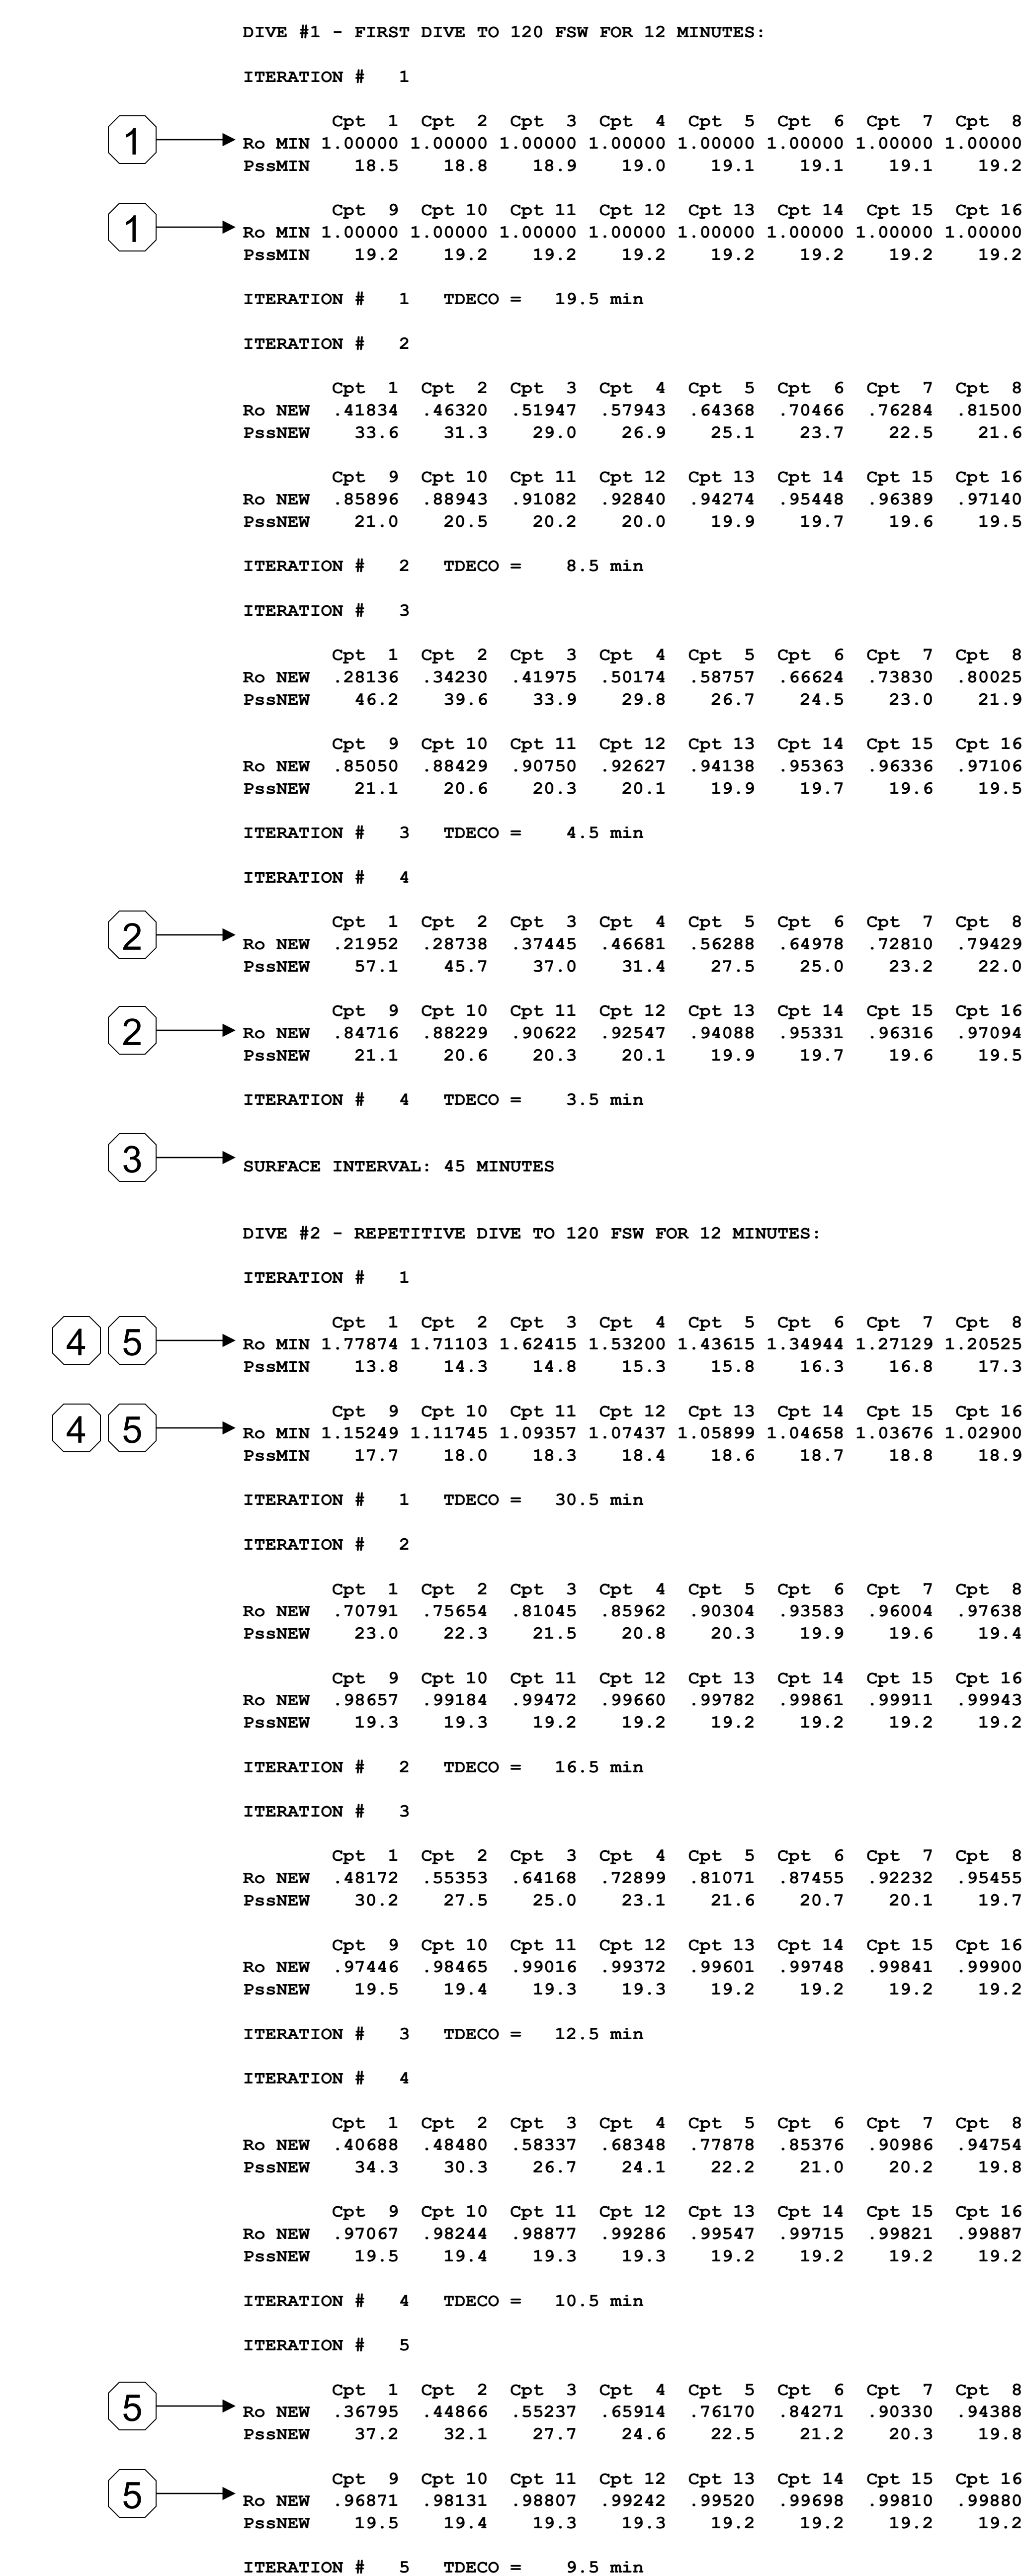 DIVE #1 - FIRST DIVE TO 120 FSW FOR 12 MINUTES:
ITERATION # 1
Cpt 1 Cpt 2 Cpt 3 Cpt 4 Cpt 5 Cpt 6 Cpt 7 Cpt 8
1 Ro MIN 1.00000 1.00000 1.00000 1.00000 1.00000 1.00000 1.00000 1.00000
PssMIN 18.5 18.8 18.9 19.0 19.1 19.1 19.1 19.2
Cpt 9 Cpt 10 Cpt 11 Cpt 12 Cpt 13 Cpt 14 Cpt 15 Cpt 16
1 Ro MIN 1.00000 1.00000 1.00000 1.00000 1.00000 1.00000 1.00000 1.00000
PssMIN 19.2 19.2 19.2 19.2 19.2 19.2 19.2 19.2
ITERATION # 1 TDECO = 19.5 min
ITERATION # 2
Cpt 1 Cpt 2 Cpt 3 Cpt 4 Cpt 5 Cpt 6 Cpt 7 Cpt 8
Ro NEW .41834 .46320 .51947 .57943 .64368 .70466 .76284 .81500
PssNEW 33.6 31.3 29.0 26.9 25.1 23.7 22.5 21.6
Cpt 9 Cpt 10 Cpt 11 Cpt 12 Cpt 13 Cpt 14 Cpt 15 Cpt 16
Ro NEW .85896 .88943 .91082 .92840 .94274 .95448 .96389 .97140
PssNEW 21.0 20.5 20.2 20.0 19.9 19.7 19.6 19.5
ITERATION # 2 TDECO = 8.5 min
ITERATION # 3
Cpt 1 Cpt 2 Cpt 3 Cpt 4 Cpt 5 Cpt 6 Cpt 7 Cpt 8
Ro NEW .28136 .34230 .41975 .50174 .58757 .66624 .73830 .80025
PssNEW 46.2 39.6 33.9 29.8 26.7 24.5 23.0 21.9
Cpt 9 Cpt 10 Cpt 11 Cpt 12 Cpt 13 Cpt 14 Cpt 15 Cpt 16
Ro NEW .85050 .88429 .90750 .92627 .94138 .95363 .96336 .97106
PssNEW 21.1 20.6 20.3 20.1 19.9 19.7 19.6 19.5
ITERATION # 3 TDECO = 4.5 min
ITERATION # 4
Cpt 1 Cpt 2 Cpt 3 Cpt 4 Cpt 5 Cpt 6 Cpt 7 Cpt 8
2 Ro NEW .21952 .28738 .37445 .46681 .56288 .64978 .72810 .79429
PssNEW 57.1 45.7 37.0 31.4 27.5 25.0 23.2 22.0
Cpt 9 Cpt 10 Cpt 11 Cpt 12 Cpt 13 Cpt 14 Cpt 15 Cpt 16
2 Ro NEW .84716 .88229 .90622 .92547 .94088 .95331 .96316 .97094
PssNEW 21.1 20.6 20.3 20.1 19.9 19.7 19.6 19.5
ITERATION # 4 TDECO = 3.5 min
3 SURFACE INTERVAL: 45 MINUTES
DIVE #2 - REPETITIVE DIVE TO 120 FSW FOR 12 MINUTES:
ITERATION # 1
Cpt 1 Cpt 2 Cpt 3 Cpt 4 Cpt 5 Cpt 6 Cpt 7 Cpt 8
4 5 Ro MIN 1.77874 1.71103 1.62415 1.53200 1.43615 1.34944 1.27129 1.20525
PssMIN 13.8 14.3 14.8 15.3 15.8 16.3 16.8 17.3
Cpt 9 Cpt 10 Cpt 11 Cpt 12 Cpt 13 Cpt 14 Cpt 15 Cpt 16
4 5 Ro MIN 1.15249 1.11745 1.09357 1.07437 1.05899 1.04658 1.03676 1.02900
PssMIN 17.7 18.0 18.3 18.4 18.6 18.7 18.8 18.9
ITERATION # 1 TDECO = 30.5 min
ITERATION # 2
Cpt 1 Cpt 2 Cpt 3 Cpt 4 Cpt 5 Cpt 6 Cpt 7 Cpt 8
Ro NEW .70791 .75654 .81045 .85962 .90304 .93583 .96004 .97638
PssNEW 23.0 22.3 21.5 20.8 20.3 19.9 19.6 19.4
Cpt 9 Cpt 10 Cpt 11 Cpt 12 Cpt 13 Cpt 14 Cpt 15 Cpt 16
Ro NEW .98657 .99184 .99472 .99660 .99782 .99861 .99911 .99943
PssNEW 19.3 19.3 19.2 19.2 19.2 19.2 19.2 19.2
ITERATION # 2 TDECO = 16.5 min
ITERATION # 3
Cpt 1 Cpt 2 Cpt 3 Cpt 4 Cpt 5 Cpt 6 Cpt 7 Cpt 8
Ro NEW .48172 .55353 .64168 .72899 .81071 .87455 .92232 .95455
PssNEW 30.2 27.5 25.0 23.1 21.6 20.7 20.1 19.7
Cpt 9 Cpt 10 Cpt 11 Cpt 12 Cpt 13 Cpt 14 Cpt 15 Cpt 16
Ro NEW .97446 .98465 .99016 .99372 .99601 .99748 .99841 .99900
PssNEW 19.5 19.4 19.3 19.3 19.2 19.2 19.2 19.2
ITERATION # 3 TDECO = 12.5 min
ITERATION # 4
Cpt 1 Cpt 2 Cpt 3 Cpt 4 Cpt 5 Cpt 6 Cpt 7 Cpt 8
Ro NEW .40688 .48480 .58337 .68348 .77878 .85376 .90986 .94754
PssNEW 34.3 30.3 26.7 24.1 22.2 21.0 20.2 19.8
Cpt 9 Cpt 10 Cpt 11 Cpt 12 Cpt 13 Cpt 14 Cpt 15 Cpt 16
Ro NEW .97067 .98244 .98877 .99286 .99547 .99715 .99821 .99887
PssNEW 19.5 19.4 19.3 19.3 19.2 19.2 19.2 19.2
ITERATION # 4 TDECO = 10.5 min
ITERATION # 5
Cpt 1 Cpt 2 Cpt 3 Cpt 4 Cpt 5 Cpt 6 Cpt 7 Cpt 8
5 Ro NEW .36795 .44866 .55237 .65914 .76170 .84271 .90330 .94388
PssNEW 37.2 32.1 27.7 24.6 22.5 21.2 20.3 19.8
Cpt 9 Cpt 10 Cpt 11 Cpt 12 Cpt 13 Cpt 14 Cpt 15 Cpt 16
5 Ro NEW .96871 .98131 .98807 .99242 .99520 .99698 .99810 .99880
PssNEW 19.5 19.4 19.3 19.3 19.2 19.2 19.2 19.2
ITERATION # 5 TDECO = 9.5 min